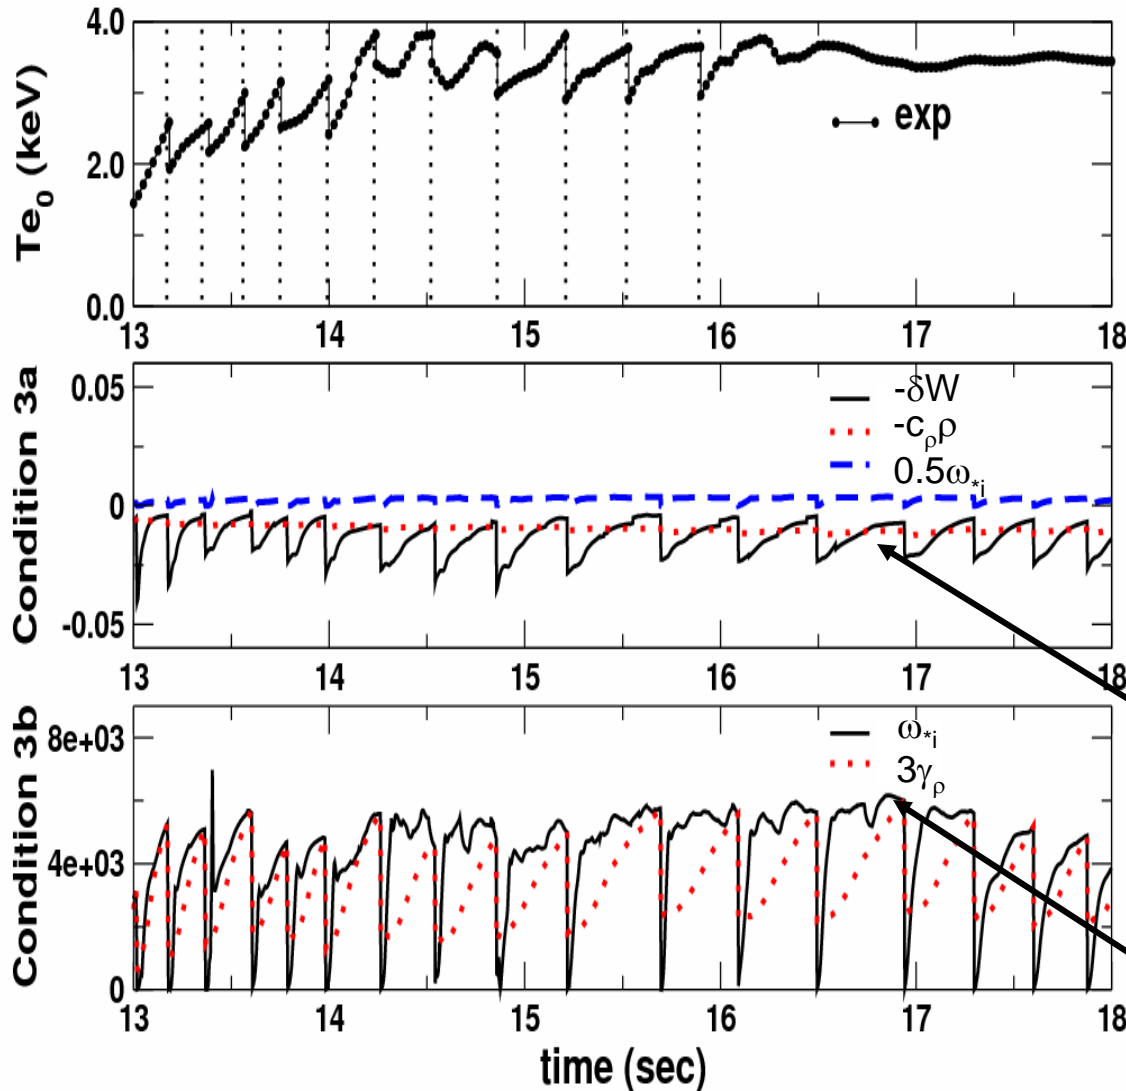 Te₀ (keV)
4.0
2.0
0.0
exp
13 14 15 16 17 18
Condition 3a
0.05
0
-0.05
-δW
-cρρ
0.5ω*i
13 14 15 16 17 18
Condition 3b
8e+03
4e+03
0
ω*i
3γρ
13 14 15 16 17 18
time (sec)